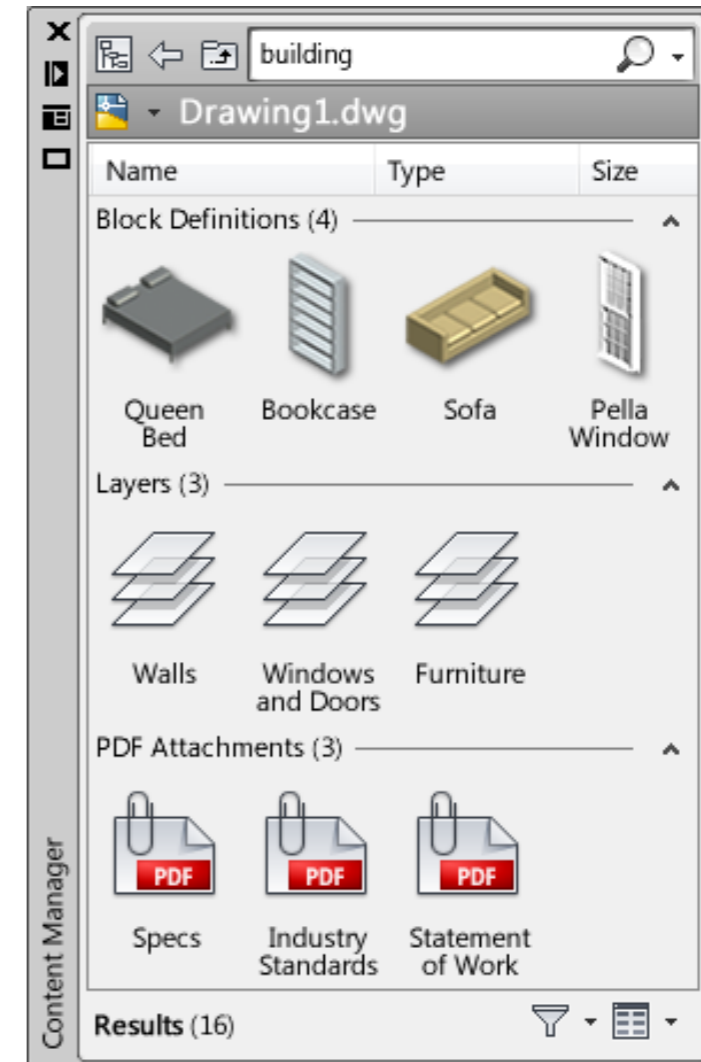 building
Drawing1.dwg
Name Type Size
Block Definitions (4)
Queen Bed
Bookcase
Sofa
Pella Window
Layers (3)
Walls
Windows and Doors
Furniture
PDF Attachments (3)
PDF
PDF
PDF
Specs
Industry Standards
Statement of Work
Results (16)
Content Manager